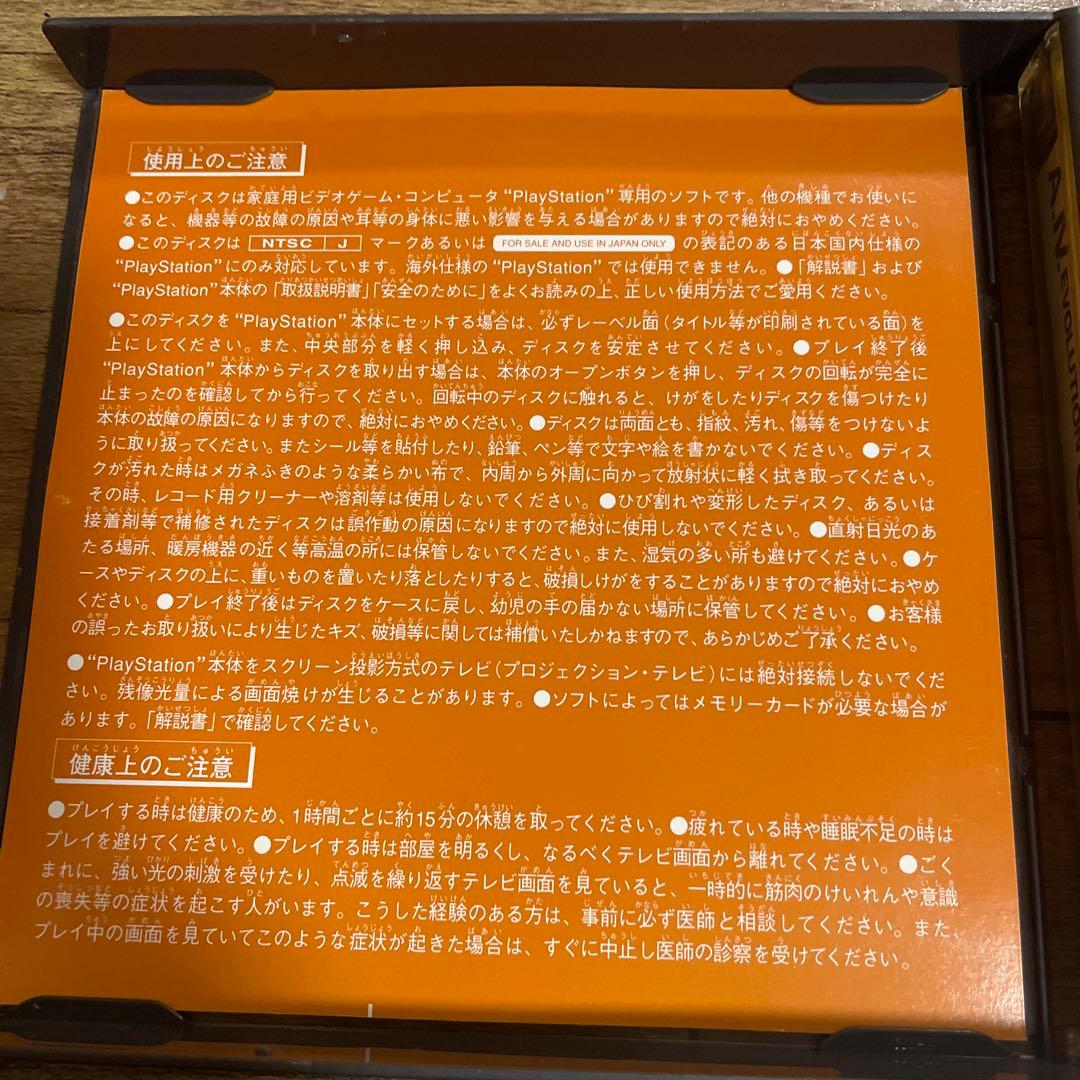 使用上のご注意
●このディスクは家庭用ビデオゲーム・コンピュータ“PlayStation”専用のソフトです。他の機種でお使いに
なると、機器等の故障の原因や耳等の身体に悪い影響を与える場合がありますので絶対におやめください。
●このディスクは NTSC J マークあるいは FOR SALE AND USE IN JAPAN ONLY の表記のある日本国内仕様の
“PlayStation”にのみ対応しています。海外仕様の“PlayStation”では使用できません。●「解説書」および
“PlayStation”本体の「取扱説明書」「安全のために」をよくお読みの上、正しい使用方法でご愛用ください。
●このディスクを“PlayStation”本体にセットする場合は、必ずレーベル面（タイトル等が印刷されている面）を
上にしてください。また、中央部分を軽く押し込み、ディスクを安定させてください。●プレイ終了後
“PlayStation”本体からディスクを取り出す場合は、本体のオープンボタンを押し、ディスクの回転が完全に
止まったのを確認してから行ってください。回転中のディスクに触れると、けがをしたりディスクを傷つけたり
本体の故障の原因になりますので、絶対におやめください。●ディスクは両面とも、指紋、汚れ、傷等をつけないよ
うに取り扱ってください。またシール等を貼付したり、鉛筆、ペン等で文字や絵を書かないでください。●ディス
クが汚れた時はメガネふきのような柔らかい布で、内周から外周に向かって放射状に軽く拭き取ってください。
その時、レコード用クリーナーや溶剤等は使用しないでください。●ひび割れや変形したディスク、あるいは
接着剤等で補修されたディスクは誤作動の原因になりますので絶対に使用しないでください。●直射日光のあ
たる場所、暖房機器の近く等高温の所には保管しないでください。また、湿気の多い所も避けてください。●ケ
ースやディスクの上に、重いものを置いたり落としたりすると、破損しけがをすることがありますので絶対におやめ
ください。●プレイ終了後はディスクをケースに戻し、幼児の手の届かない場所に保管してください。●お客様
の誤ったお取り扱いにより生じたキズ、破損等に関しては補償いたしかねますので、あらかじめご了承ください。
●“PlayStation”本体をスクリーン投影方式のテレビ（プロジェクション・テレビ）には絶対接続しないでくだ
さい。残像光量による画面焼けが生じることがあります。●ソフトによってはメモリーカードが必要な場合が
あります。「解説書」で確認してください。
健康上のご注意
●プレイする時は健康のため、1時間ごとに約15分の休憩を取ってください。●疲れている時や睡眠不足の時は
プレイを避けてください。●プレイする時は部屋を明るくし、なるべくテレビ画面から離れてください。●ごく
まれに、強い光の刺激を受けたり、点滅を繰り返すテレビ画面を見ていると、一時的に筋肉のけいれんや意識
の喪失等の症状を起こす人がいます。こうした経験のある方は、事前に必ず医師と相談してください。また、
プレイ中の画面を見ていてこのような症状が起きた場合は、すぐに中止し医師の診察を受けてください。
A.IV.EVOLUTION